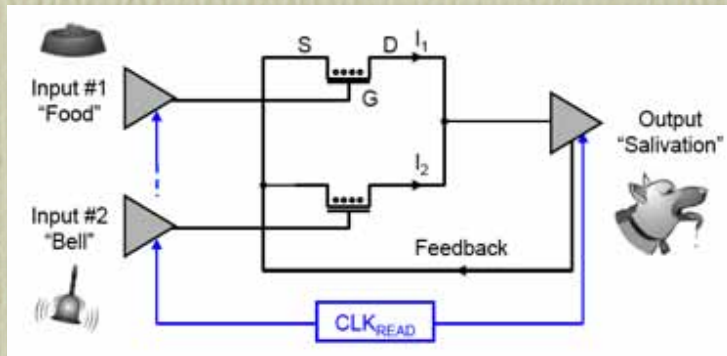 S D I1
Input #1
"Food"
G
Output
"Salivation"
I2
Input #2
"Bell"
Feedback
CLKREAD